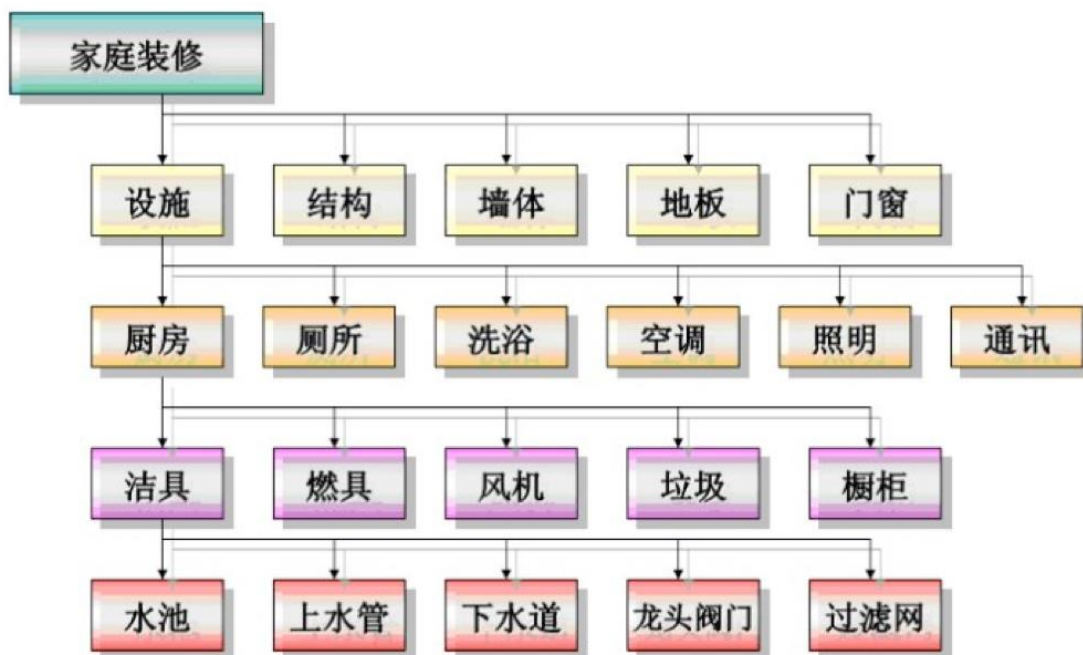 家庭装修
设施 结构 墙体 地板 门窗
厨房 厕所 洗浴 空调 照明 通讯
洁具 燃具 风机 垃圾 橱柜
水池 上水管 下水道 龙头阀门 过滤网